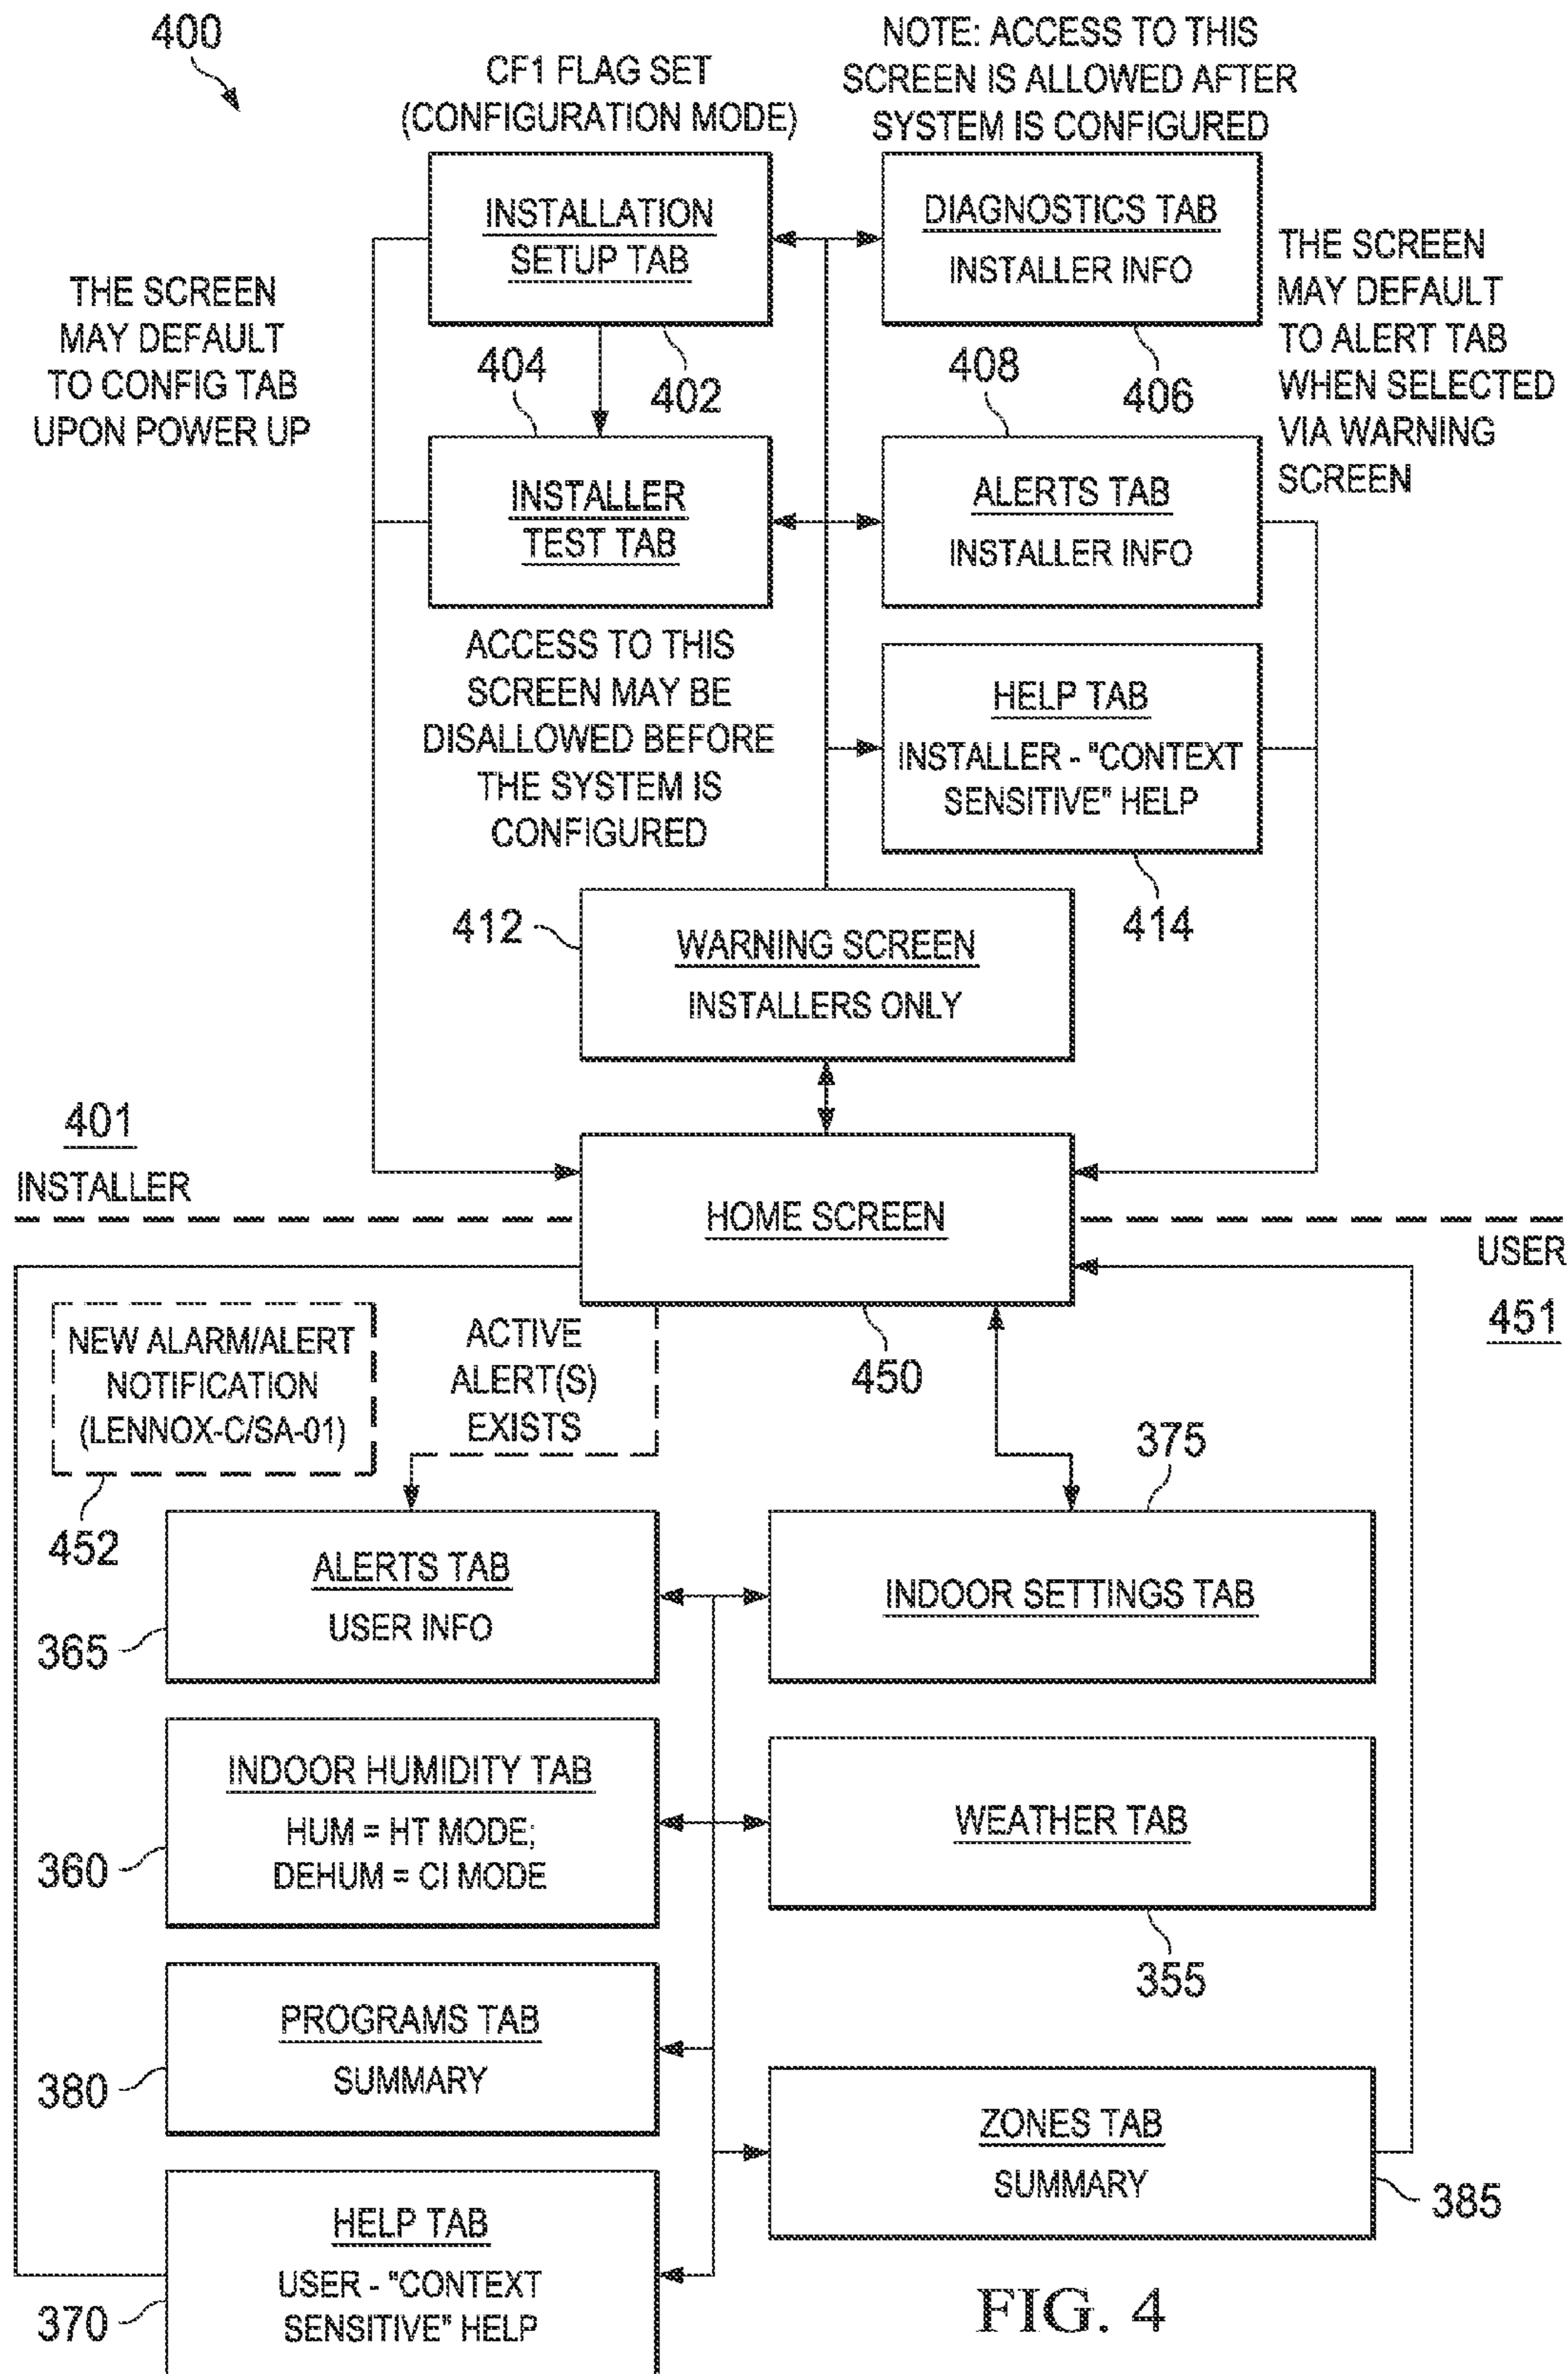 400
CF1 FLAG SET
(CONFIGURATION MODE)
NOTE: ACCESS TO THIS
SCREEN IS ALLOWED AFTER
SYSTEM IS CONFIGURED
INSTALLATION
SETUP TAB
402
DIAGNOSTICS TAB
INSTALLER INFO
406
THE SCREEN
MAY DEFAULT
TO CONFIG TAB
UPON POWER UP
THE SCREEN
MAY DEFAULT
TO ALERT TAB
WHEN SELECTED
VIA WARNING
SCREEN
404
INSTALLER
TEST TAB
408
ALERTS TAB
INSTALLER INFO
ACCESS TO THIS
SCREEN MAY BE
DISALLOWED BEFORE
THE SYSTEM IS
CONFIGURED
HELP TAB
INSTALLER - "CONTEXT
SENSITIVE" HELP
414
412
WARNING SCREEN
INSTALLERS ONLY
401
INSTALLER
HOME SCREEN
450
USER
451
NEW ALARM/ALERT
NOTIFICATION
(LENNOX-C/SA-01)
452
ACTIVE
ALERT(S)
EXISTS
375
ALERTS TAB
USER INFO
365
INDOOR SETTINGS TAB
INDOOR HUMIDITY TAB
HUM = HT MODE;
DEHUM = CI MODE
360
WEATHER TAB
355
PROGRAMS TAB
SUMMARY
380
ZONES TAB
SUMMARY
385
HELP TAB
USER - "CONTEXT
SENSITIVE" HELP
370
FIG. 4